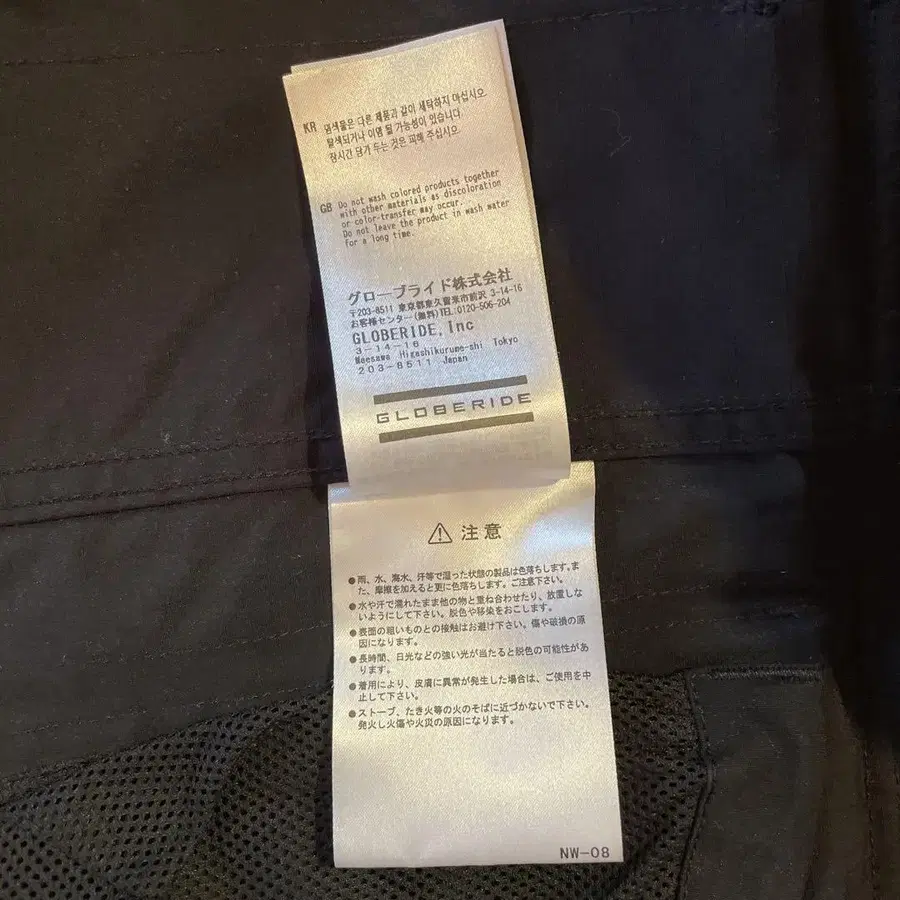 KR 염색물은 다른 제품과 같이 세탁하지 마십시오.
탈색되거나 이염 될 가능성이 있습니다.
장시간 담가 두는 것은 피해 주십시오.
GB Do not wash colored products together
with other materials as discoloration
or color-transfer may occur.
Do not leave the product in wash water
for a long time.
グローブライド株式会社
〒203-8511 東京都東久留米市前沢 3-14-16
お客様センター(無料)TEL:0120-506-204
GLOBERIDE,Inc
3-14-16
Maesawa Higashikurume-shi Tokyo
203-8511 Japan
GLOBERIDE
⚠ 注意
●雨、水、海水、汗等で湿った状態の製品は色落ちします。ま
た、摩擦を加えると更に色落ちします。ご注意下さい。
●水や汗で濡れたまま他の物と重ね合わせたり、放置しな
いようにして下さい。脱色や移染をおこします。
●表面の粗いものとの接触はお避け下さい。傷や破損の原
因になります。
●長時間、日光などの強い光が当たると脱色の可能性があ
ります。
●着用により、皮膚に異常が発生した場合は、ご使用を中
止して下さい。
●ストーブ、たき火等の火のそばに近づかないで下さい。
発火し火傷や火災の原因になります。
NW-08